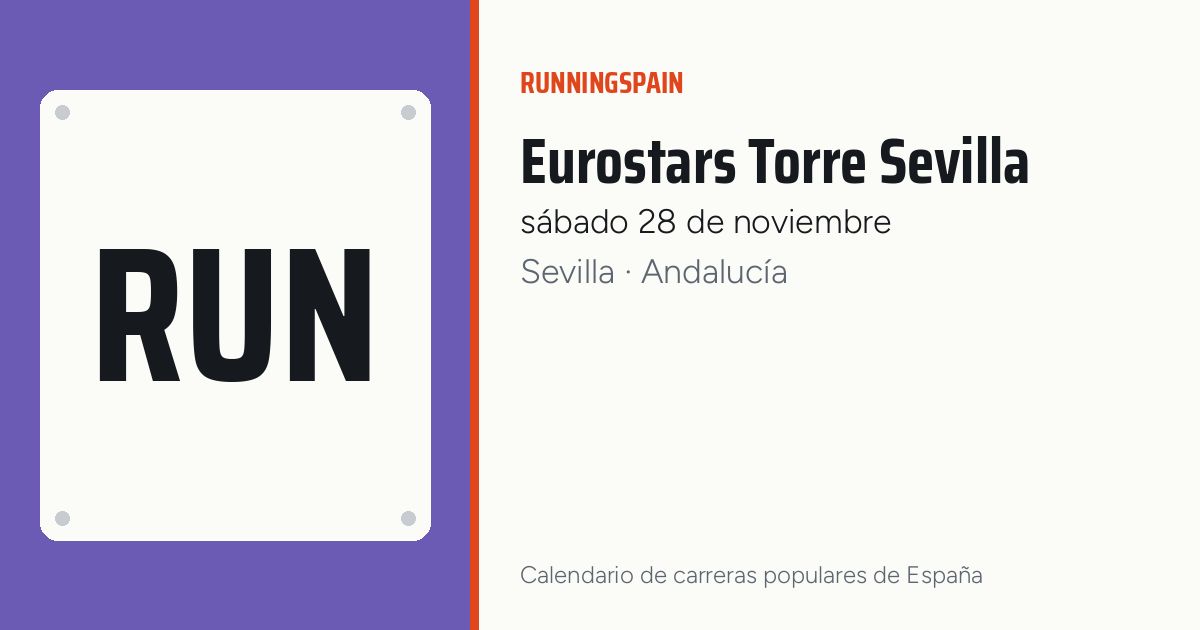 RUN
RUNNINGSPAIN
Eurostars Torre Sevilla
sábado 28 de noviembre
Sevilla · Andalucía
Calendario de carreras populares de España